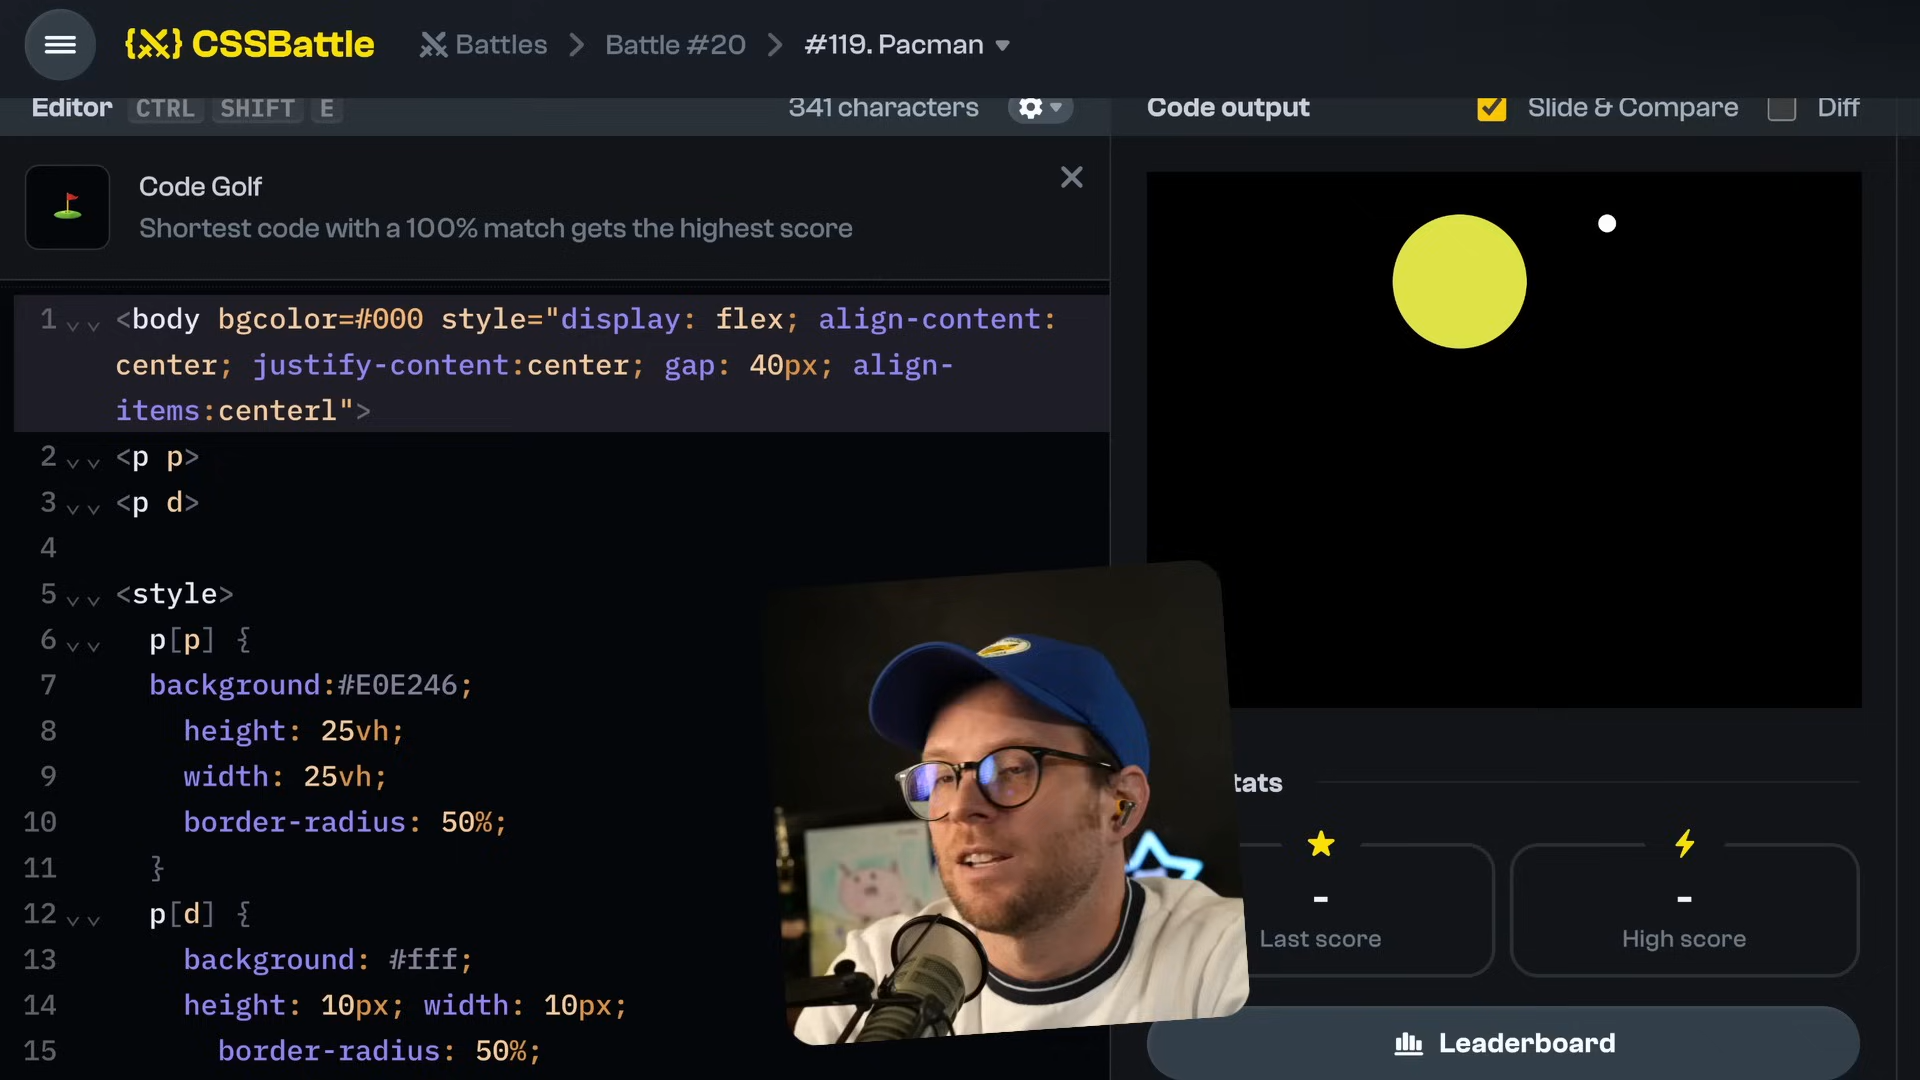 {X} CSSBattle
Battles > Battle #20 > #119. Pacman
Editor CTRL SHIFT E
341 characters
Code output
Slide & Compare
Diff
Code Golf
Shortest code with a 100% match gets the highest score
1 <body bgcolor=#000 style="display: flex; align-content:
center; justify-content:center; gap: 40px; align-
items:centerl">
2 <p p>
3 <p d>
4
5 <style>
6 p[p] {
7 background:#E0E246;
8 height: 25vh;
9 width: 25vh;
10 border-radius: 50%;
11 }
12 p[d] {
13 background: #fff;
14 height: 10px; width: 10px;
15 border-radius: 50%;
tats
-
Last score
-
High score
Leaderboard